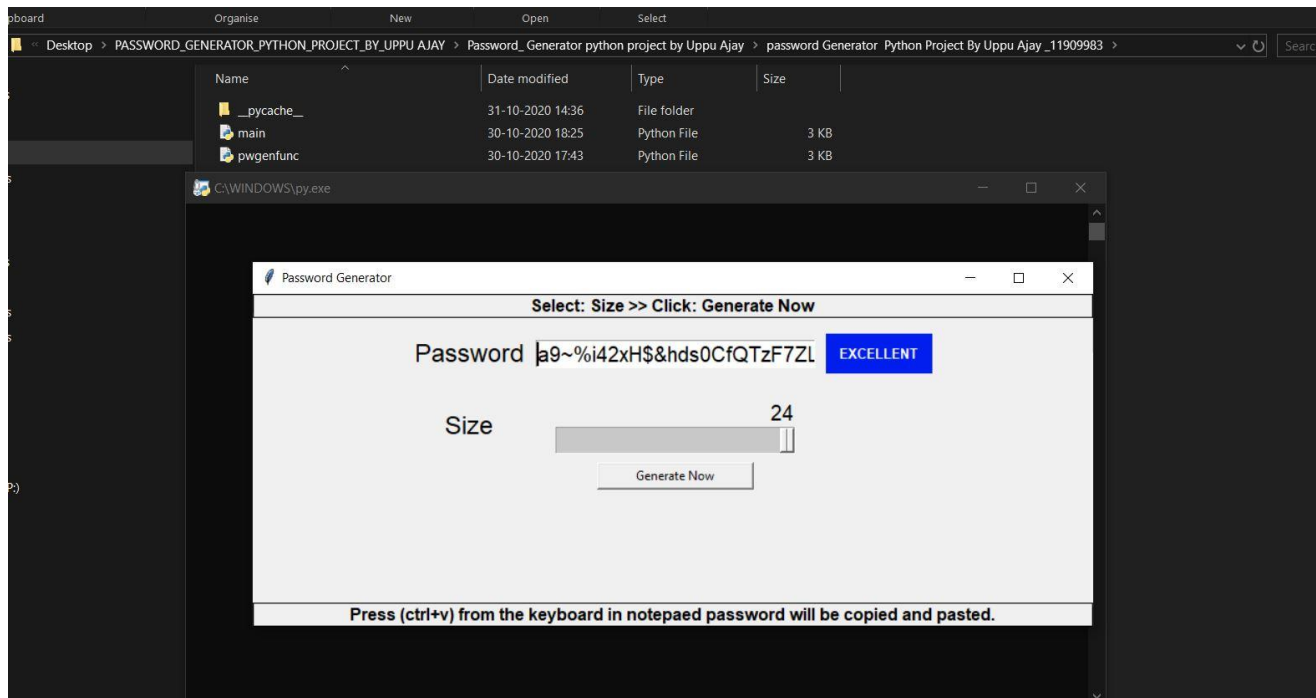 Organise New Open Select
Desktop > PASSWORD_GENERATOR_PYTHON_PROJECT_BY_UPPU AJAY > Password_ Generator python project by Uppu Ajay > password Generator Python Project By Uppu Ajay _11909983 >
Name Date modified Type Size
__pycache__ 31-10-2020 14:36 File folder
main 30-10-2020 18:25 Python File 3 KB
pwgenfunc 30-10-2020 17:43 Python File 3 KB
C:\WINDOWS\py.exe
Password Generator
Select: Size >> Click: Generate Now
Password a9~%i42xH$&hds0CfQTzF7ZL EXCELLENT
24
Size
Generate Now
P:)
Press (ctrl+v) from the keyboard in notepaed password will be copied and pasted.